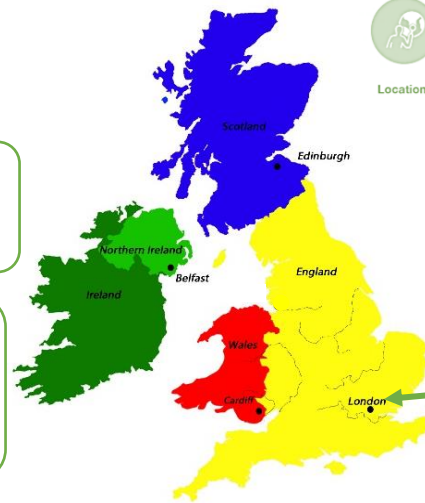 Location
Scotland
Edinburgh
Northern Ireland
Belfast
England
Ireland
Wales
Cardiff
London